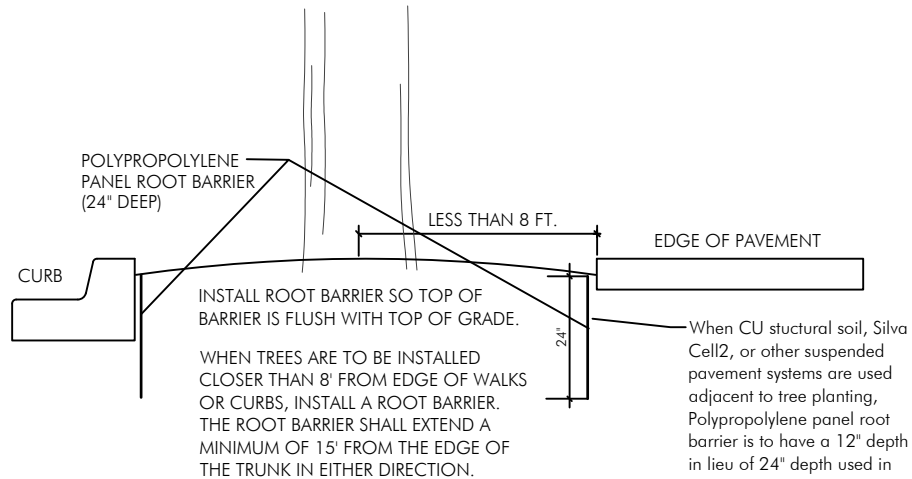 POLYPROPOLYLENE
PANEL ROOT BARRIER
(24" DEEP)
LESS THAN 8 FT.
EDGE OF PAVEMENT
CURB
INSTALL ROOT BARRIER SO TOP OF
BARRIER IS FLUSH WITH TOP OF GRADE.
24"
WHEN TREES ARE TO BE INSTALLED
CLOSER THAN 8' FROM EDGE OF WALKS
OR CURBS, INSTALL A ROOT BARRIER.
THE ROOT BARRIER SHALL EXTEND A
MINIMUM OF 15' FROM THE EDGE OF
THE TRUNK IN EITHER DIRECTION.
When CU stuctural soil, Silva
Cell2, or other suspended
pavement systems are used
adjacent to tree planting,
Polypropolylene panel root
barrier is to have a 12" depth
in lieu of 24" depth used in